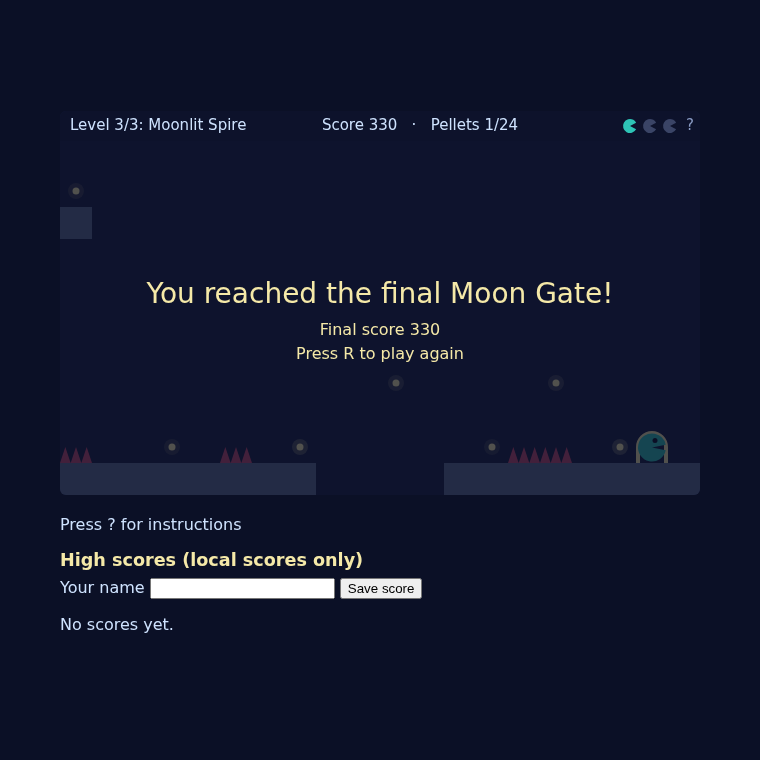 Level 3/3: Moonlit Spire Score 330 · Pellets 1/24 ?
You reached the final Moon Gate!
Final score 330
Press R to play again
Press ? for instructions
High scores (local scores only)
Your name Save score
No scores yet.